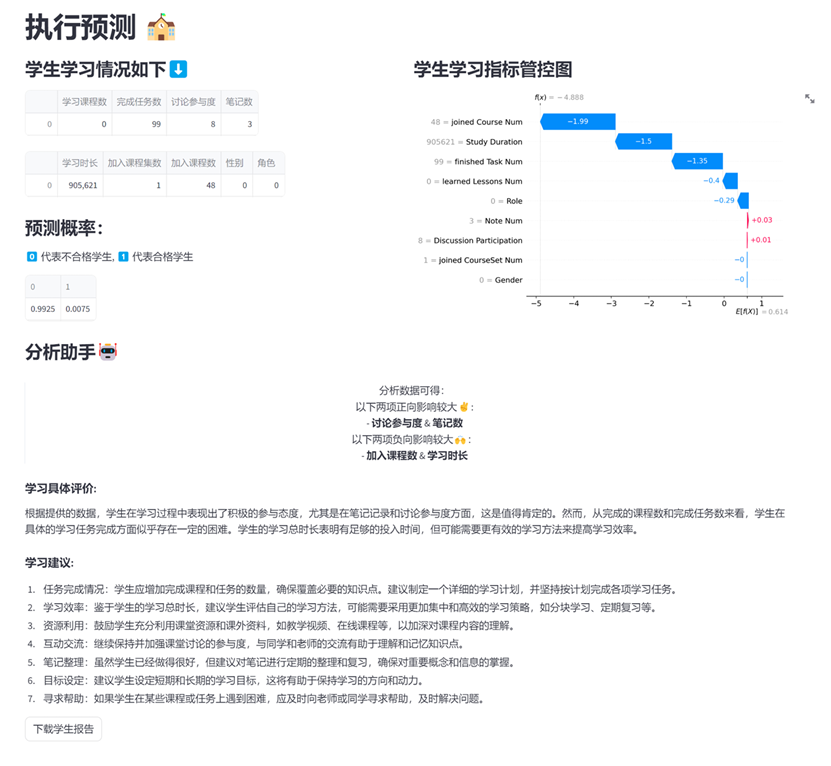 执行预测
学生学习情况如下
学习课程数 完成任务数 讨论参与度 笔记数
0 0 99 8 3
学习时长 加入课程集数 加入课程数 性别 角色
0 905,621 1 48 0 0
预测概率：
0 代表不合格学生, 1 代表合格学生
0 1
0.9925 0.0075
学生学习指标管控图
f(x) = −4.888
48 = joined Course Num −1.99
905621 = Study Duration −1.5
99 = finished Task Num −1.35
0 = learned Lessons Num −0.4
0 = Role −0.29
3 = Note Num +0.03
8 = Discussion Participation +0.01
1 = joined CourseSet Num −0
0 = Gender −0
−5 −4 −3 −2 −1 0 1
E[f(X)] = 0.614
分析助手
分析数据可得：
以下两项正向影响较大：
- 讨论参与度 & 笔记数
以下两项负向影响较大：
- 加入课程数 & 学习时长
学习具体评价:
根据提供的数据，学生在学习过程中表现出了积极的参与态度，尤其是在笔记记录和讨论参与度方面，这是值得肯定的。然而，从完成的课程数和完成任务数来看，学生在
具体的学习任务完成方面似乎存在一定的困难。学生的学习总时长表明有足够的投入时间，但可能需要更有效的学习方法来提高学习效率。
学习建议:
1. 任务完成情况：学生应增加完成课程和任务的数量，确保覆盖必要的知识点。建议制定一个详细的学习计划，并坚持按计划完成各项学习任务。
2. 学习效率：鉴于学生的学习总时长，建议学生评估自己的学习方法，可能需要采用更加集中和高效的学习策略，如分块学习、定期复习等。
3. 资源利用：鼓励学生充分利用课堂资源和课外资料，如教学视频、在线课程等，以加深对课程内容的理解。
4. 互动交流：继续保持并加强课堂讨论的参与度，与同学和老师的交流有助于理解和记忆知识点。
5. 笔记整理：虽然学生已经做得很好，但建议对笔记进行定期的整理和复习，确保对重要概念和信息的掌握。
6. 目标设定：建议学生设定短期和长期的学习目标，这将有助于保持学习的方向和动力。
7. 寻求帮助：如果学生在某些课程或任务上遇到困难，应及时向老师或同学寻求帮助，及时解决问题。
下载学生报告